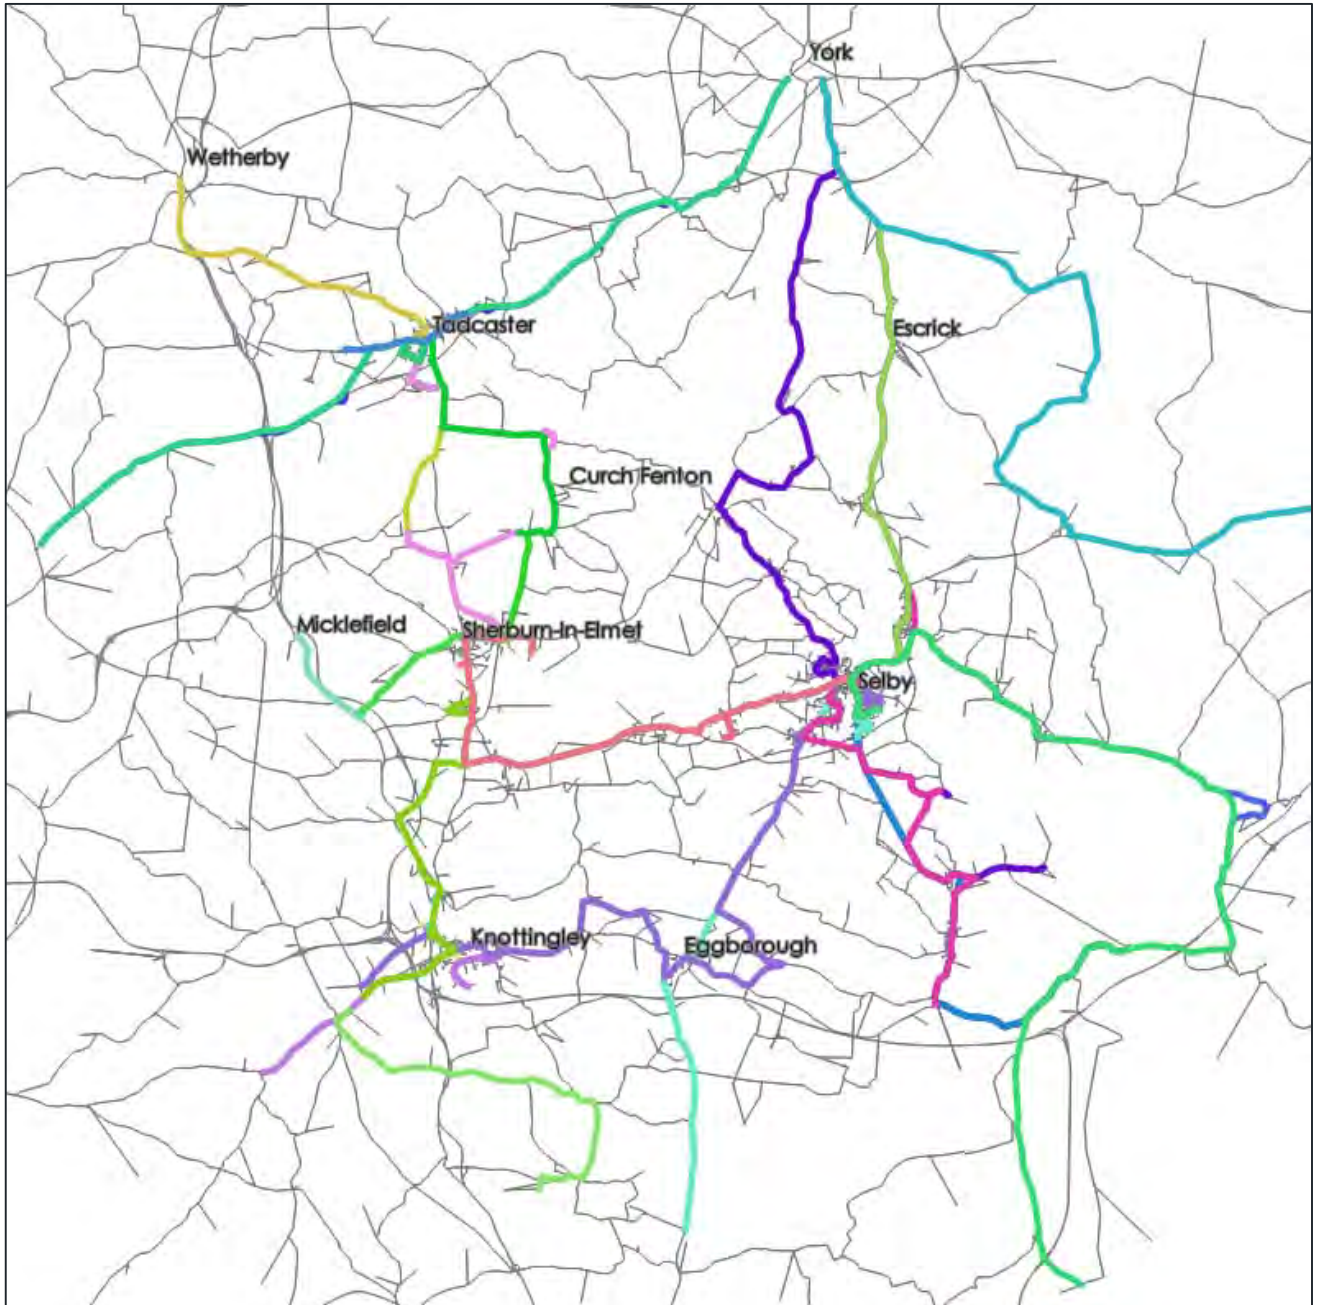 York
Wetherby
Tadcaster
Escrick
Curch Fenton
Micklefield
Sherburn-In-Elmet
Selby
Knottingley
Eggborough